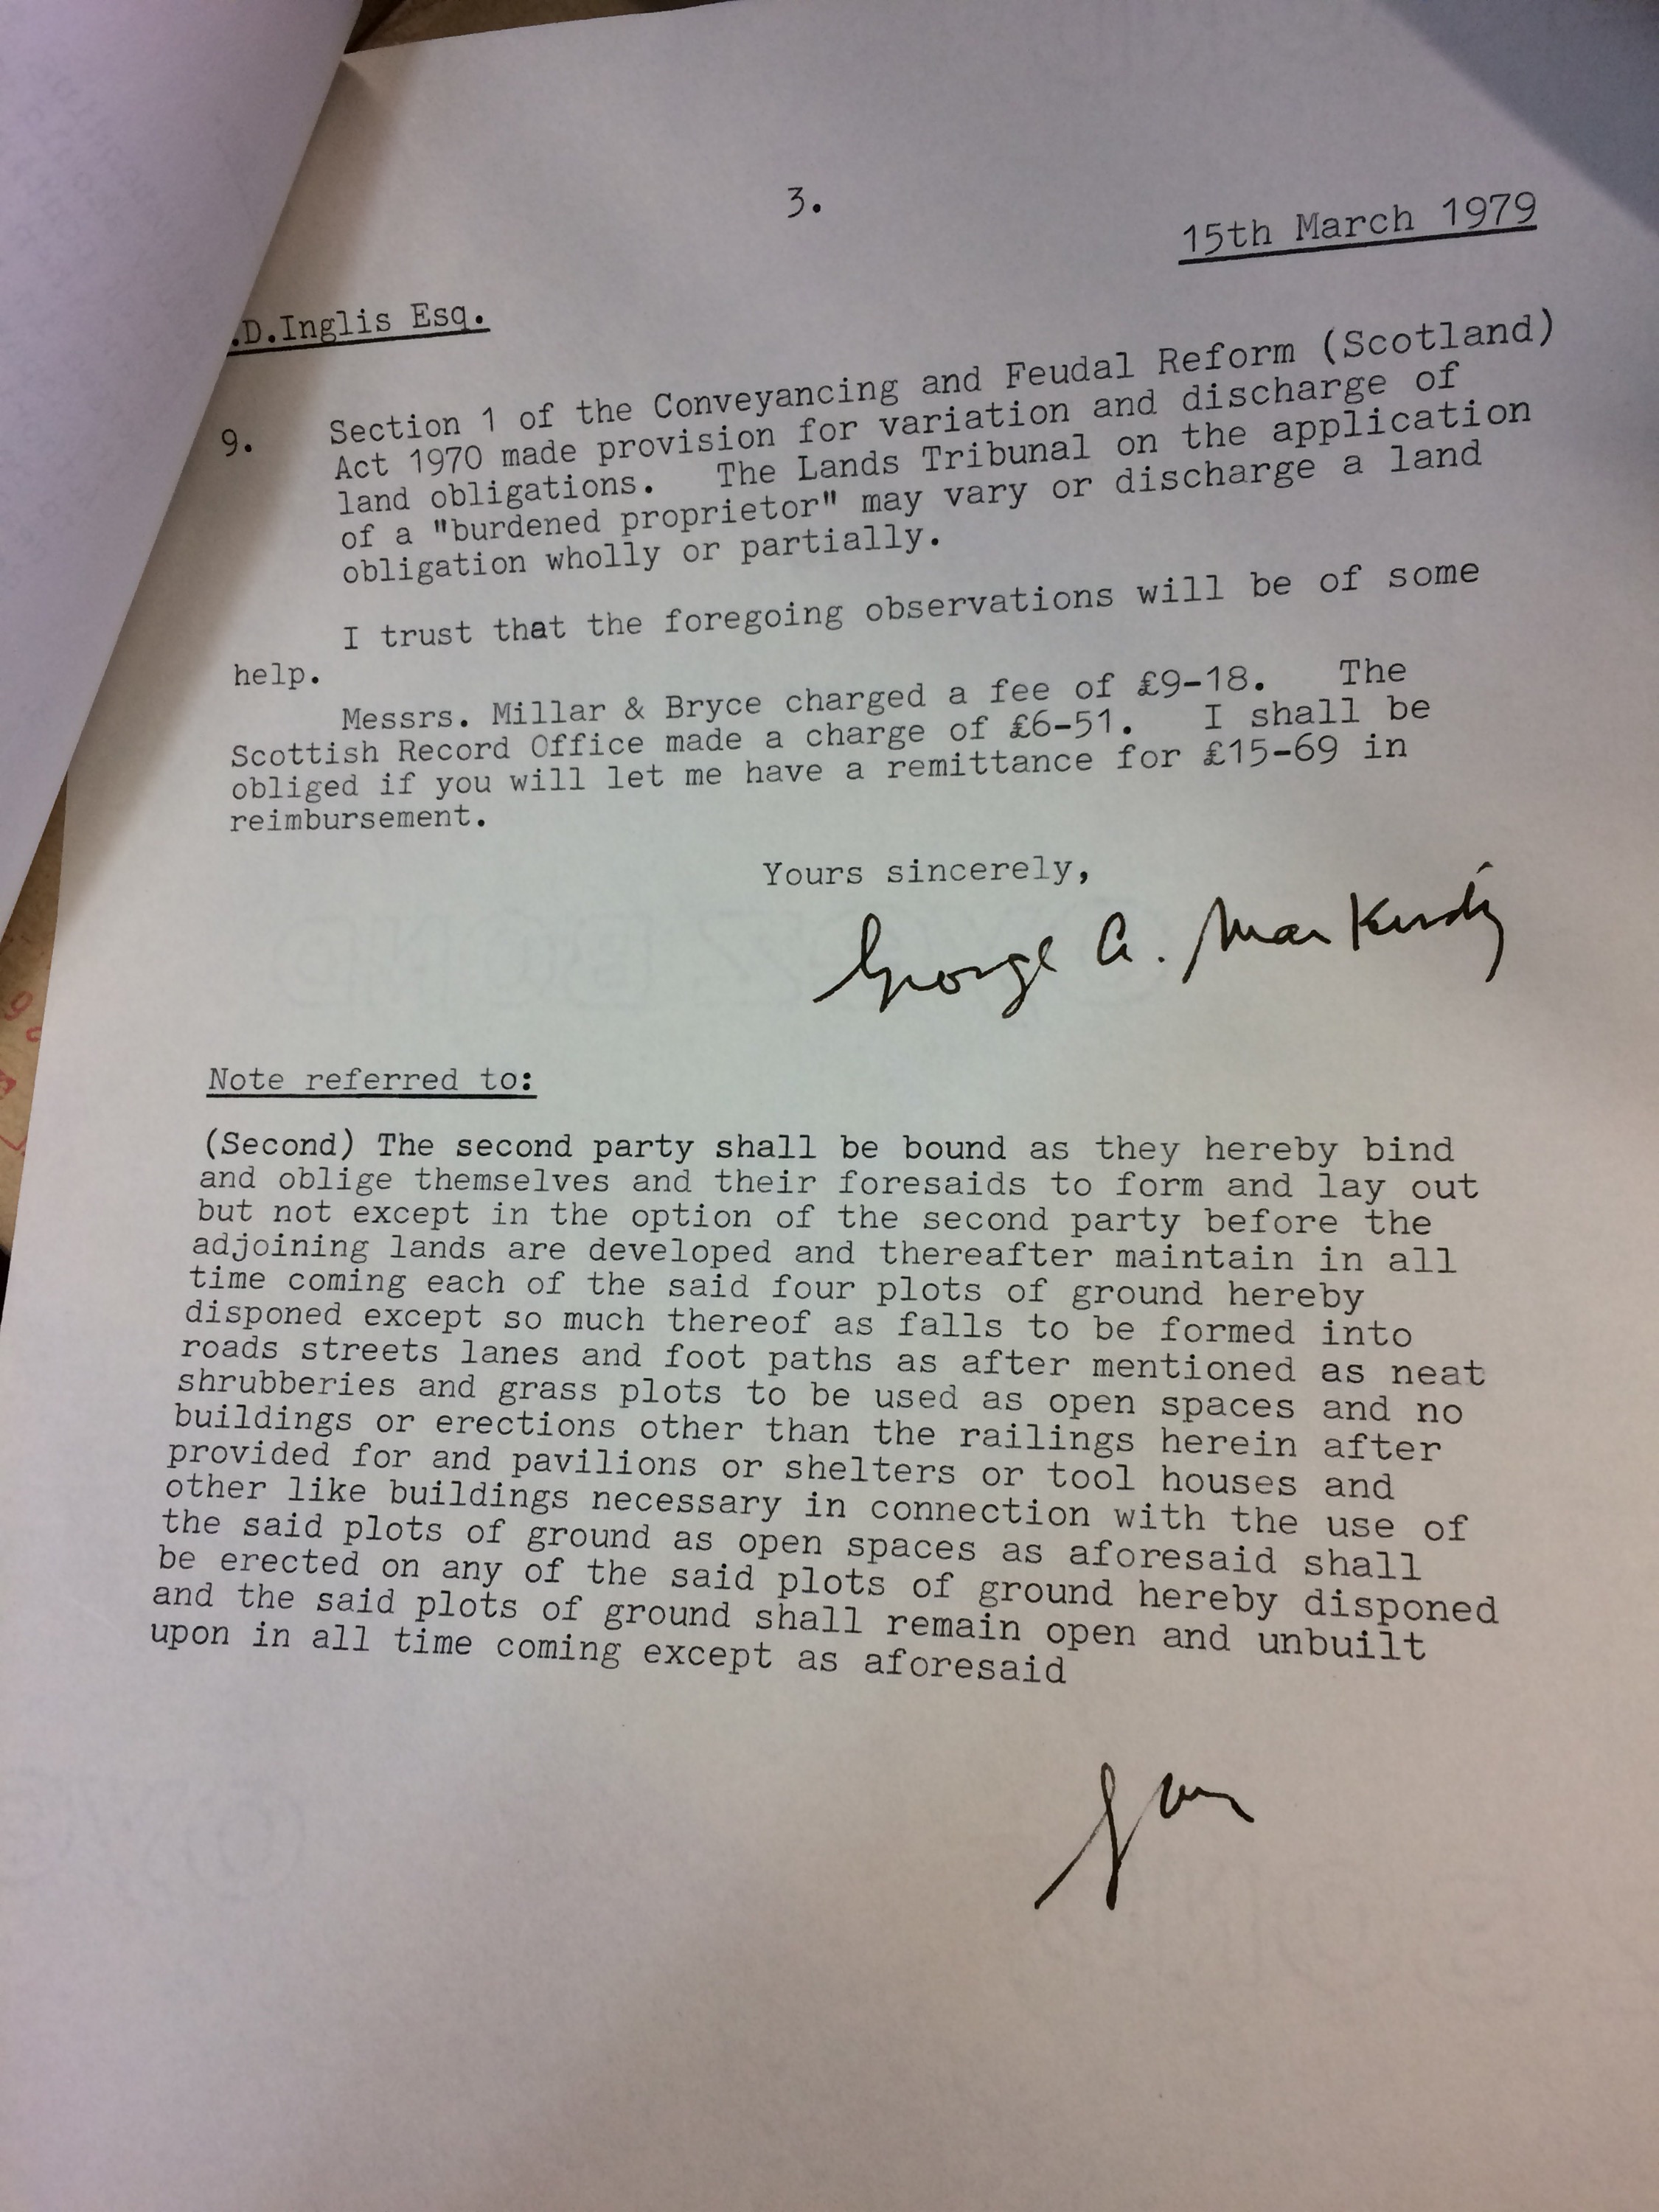 3.
15th March 1979
.D.Inglis Esq.
9. Section 1 of the Conveyancing and Feudal Reform (Scotland)
Act 1970 made provision for variation and discharge of
land obligations. The Lands Tribunal on the application
of a "burdened proprietor" may vary or discharge a land
obligation wholly or partially.
I trust that the foregoing observations will be of some
help.
Messrs. Millar & Bryce charged a fee of £9-18. The
Scottish Record Office made a charge of £6-51. I shall be
obliged if you will let me have a remittance for £15-69 in
reimbursement.
Yours sincerely,
George A.
Note referred to:
(Second) The second party shall be bound as they hereby bind
and oblige themselves and their foresaids to form and lay out
but not except in the option of the second party before the
adjoining lands are developed and thereafter maintain in all
time coming each of the said four plots of ground hereby
disponed except so much thereof as falls to be formed into
roads streets lanes and foot paths as after mentioned as neat
shrubberies and grass plots to be used as open spaces and no
buildings or erections other than the railings herein after
provided for and pavilions or shelters or tool houses and
other like buildings necessary in connection with the use of
the said plots of ground as open spaces as aforesaid shall
be erected on any of the said plots of ground hereby disponed
and the said plots of ground shall remain open and unbuilt
upon in all time coming except as aforesaid